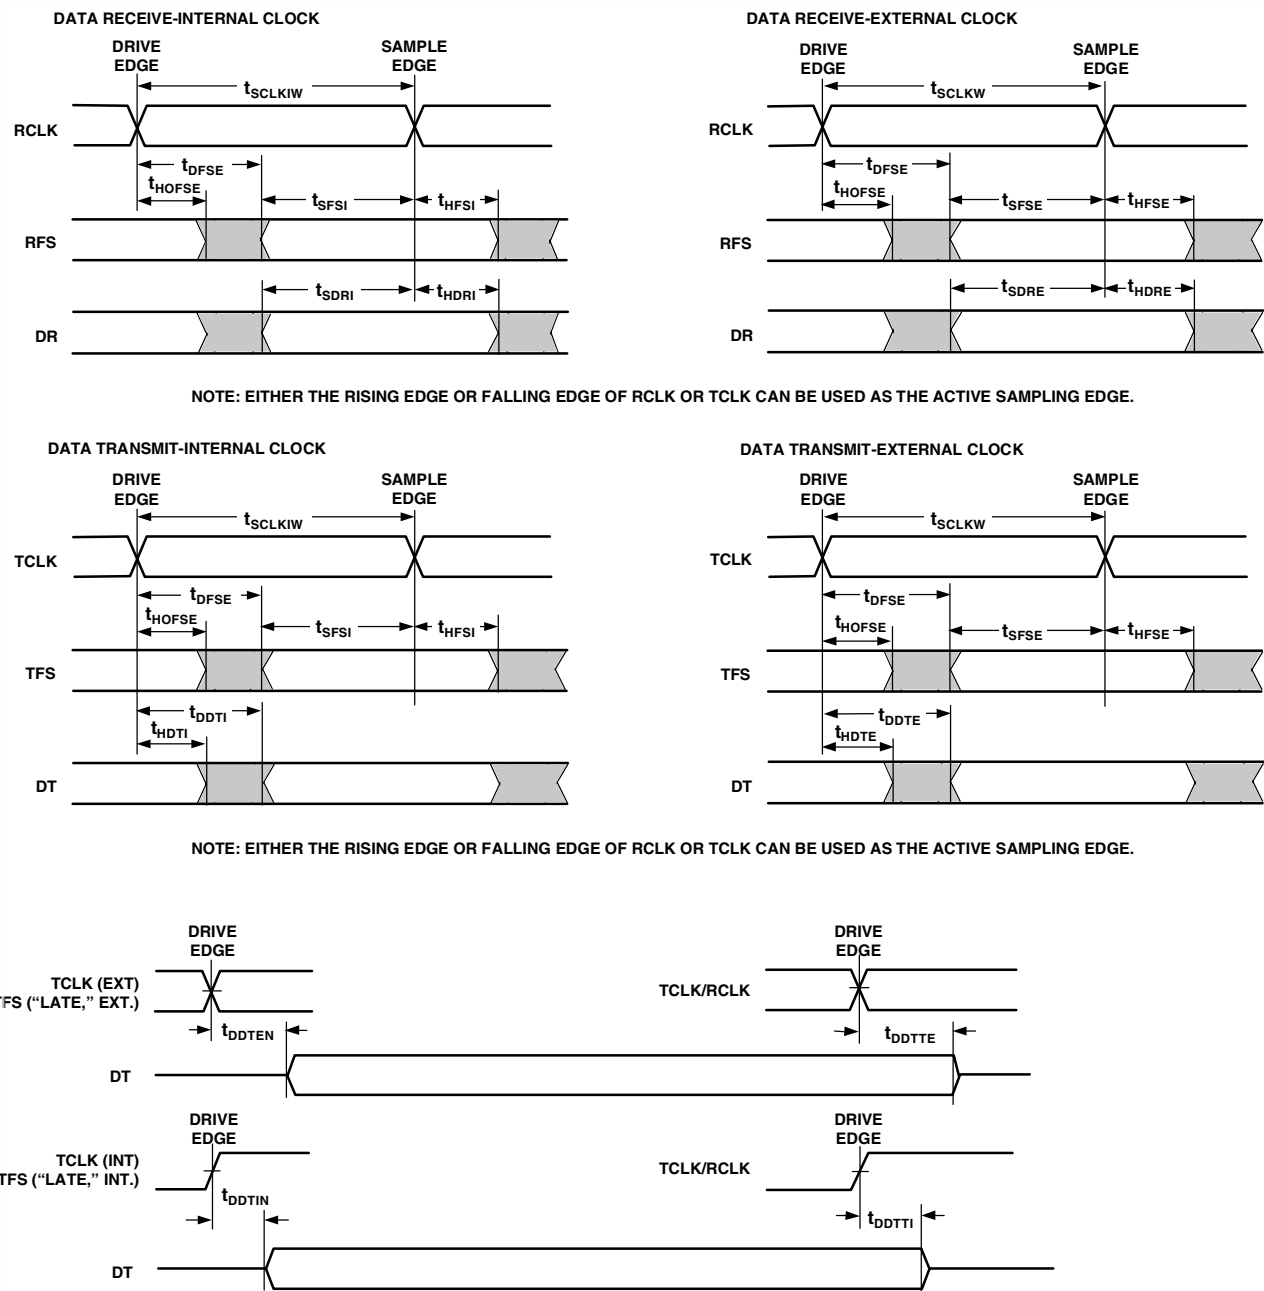 DATA RECEIVE-INTERNAL CLOCK
DRIVE EDGE
SAMPLE EDGE
tSCLKIW
RCLK
tDFSE
tHOFSE
tSFSI
tHFSI
RFS
tSDRI
tHDRI
DR
DATA RECEIVE-EXTERNAL CLOCK
DRIVE EDGE
SAMPLE EDGE
tSCLKW
RCLK
tDFSE
tHOFSE
tSFSE
tHFSE
RFS
tSDRE
tHDRE
DR
NOTE: EITHER THE RISING EDGE OR FALLING EDGE OF RCLK OR TCLK CAN BE USED AS THE ACTIVE SAMPLING EDGE.
DATA TRANSMIT-INTERNAL CLOCK
DRIVE EDGE
SAMPLE EDGE
tSCLKIW
TCLK
tDFSE
tHOFSE
tSFSI
tHFSI
TFS
tDDTI
tHDTI
DT
DATA TRANSMIT-EXTERNAL CLOCK
DRIVE EDGE
SAMPLE EDGE
tSCLKW
TCLK
tDFSE
tHOFSE
tSFSE
tHFSE
TFS
tDDTE
tHDTE
DT
NOTE: EITHER THE RISING EDGE OR FALLING EDGE OF RCLK OR TCLK CAN BE USED AS THE ACTIVE SAMPLING EDGE.
DRIVE EDGE
TCLK (EXT)
TFS (“LATE,” EXT.)
tDDTEN
DRIVE EDGE
TCLK/RCLK
tDDTTE
DT
DRIVE EDGE
TCLK (INT)
TFS (“LATE,” INT.)
tDDTIN
DRIVE EDGE
TCLK/RCLK
tDDTTI
DT